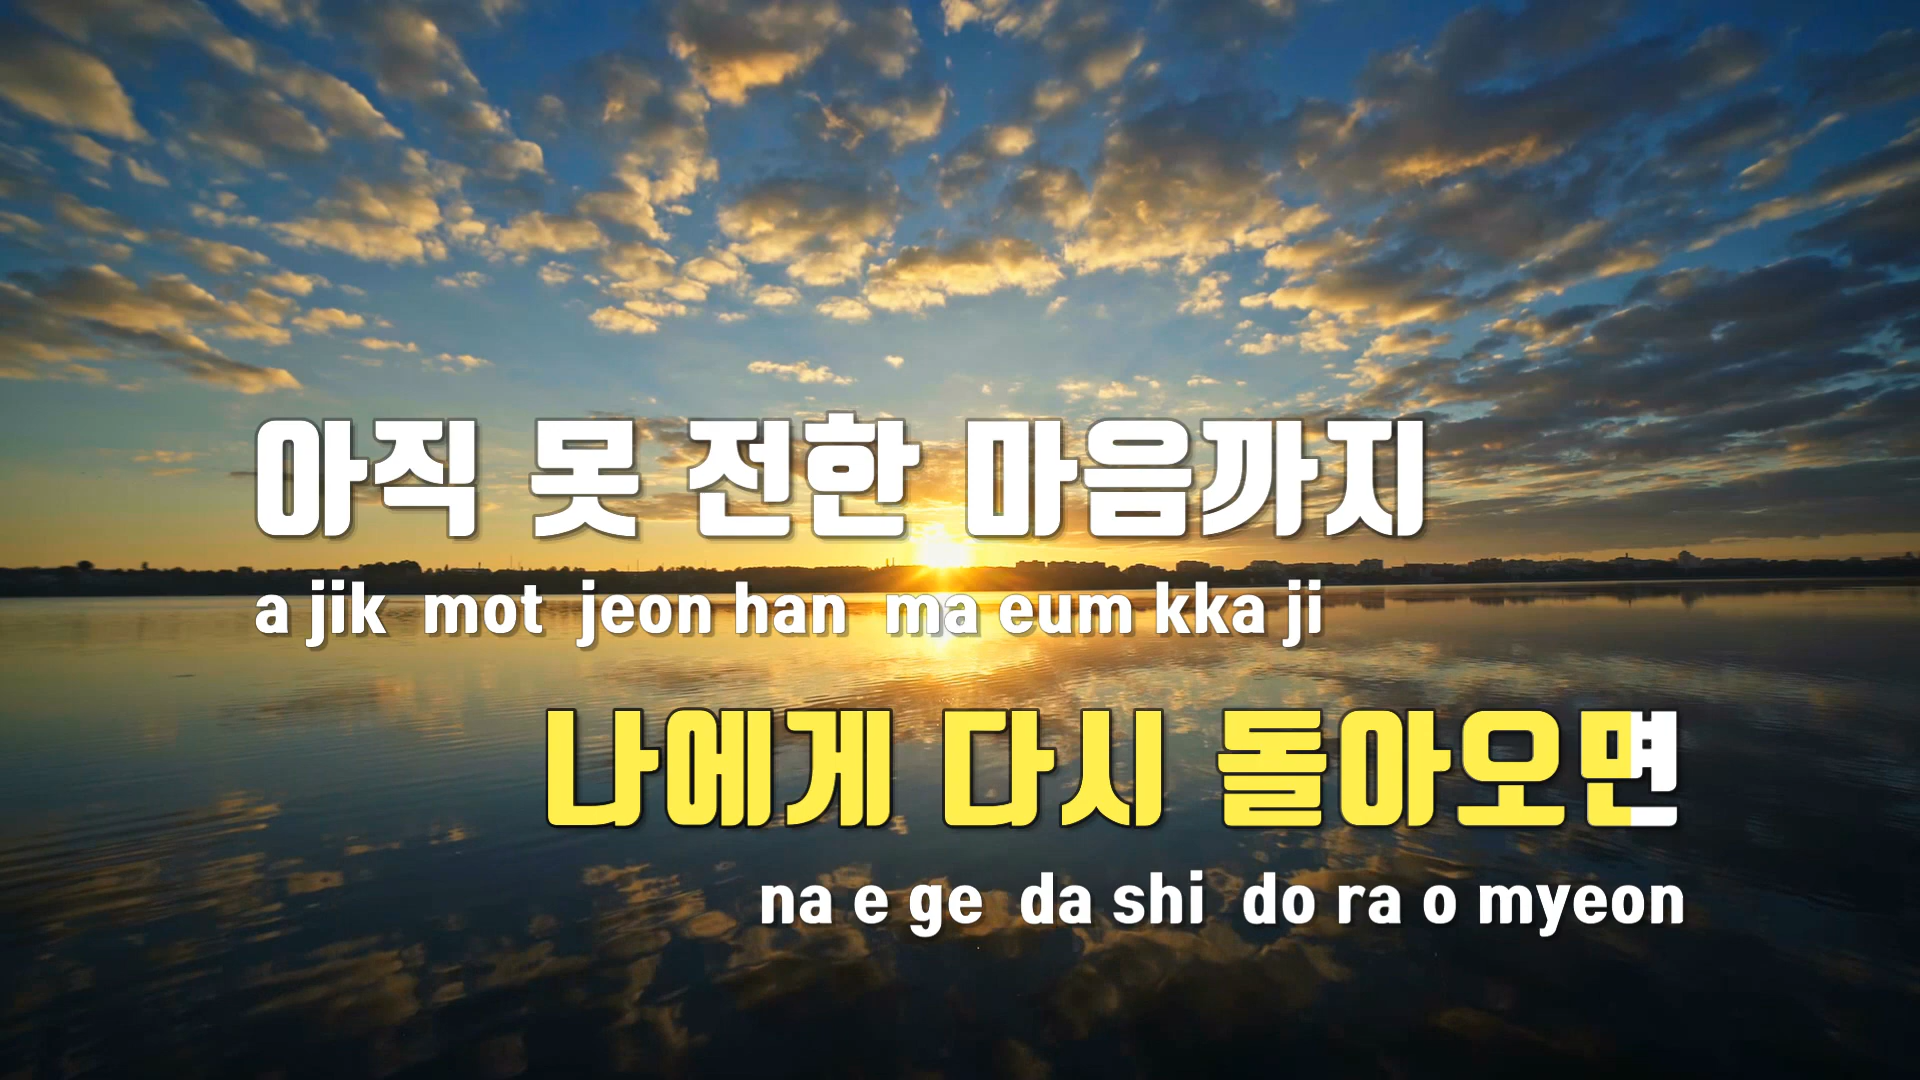 아직 못 전한 마음까지
a jik mot jeon han ma eum kka ji
나에게 다시 돌아오면
na e ge da shi do ra o myeon